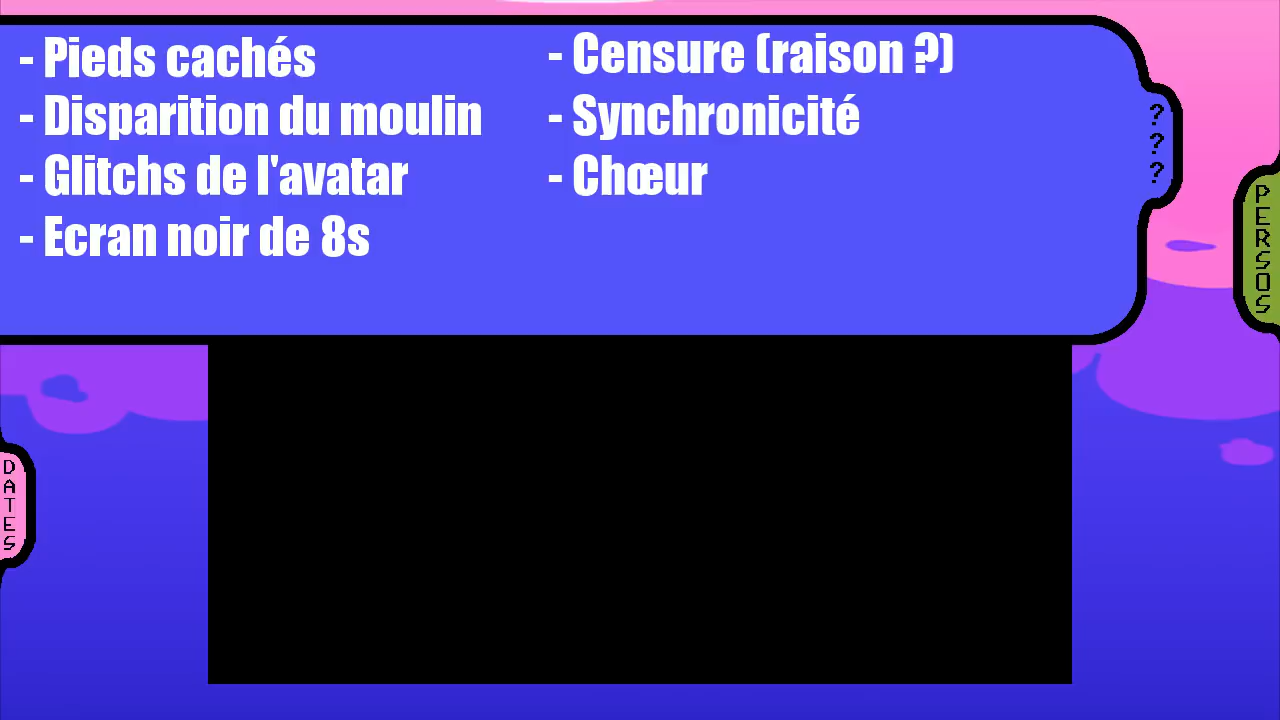 - Pieds cachés
- Disparition du moulin
- Glitchs de l'avatar
- Ecran noir de 8s
- Censure (raison ?)
- Synchronicité
- Chœur
???
PERSOS
DATES